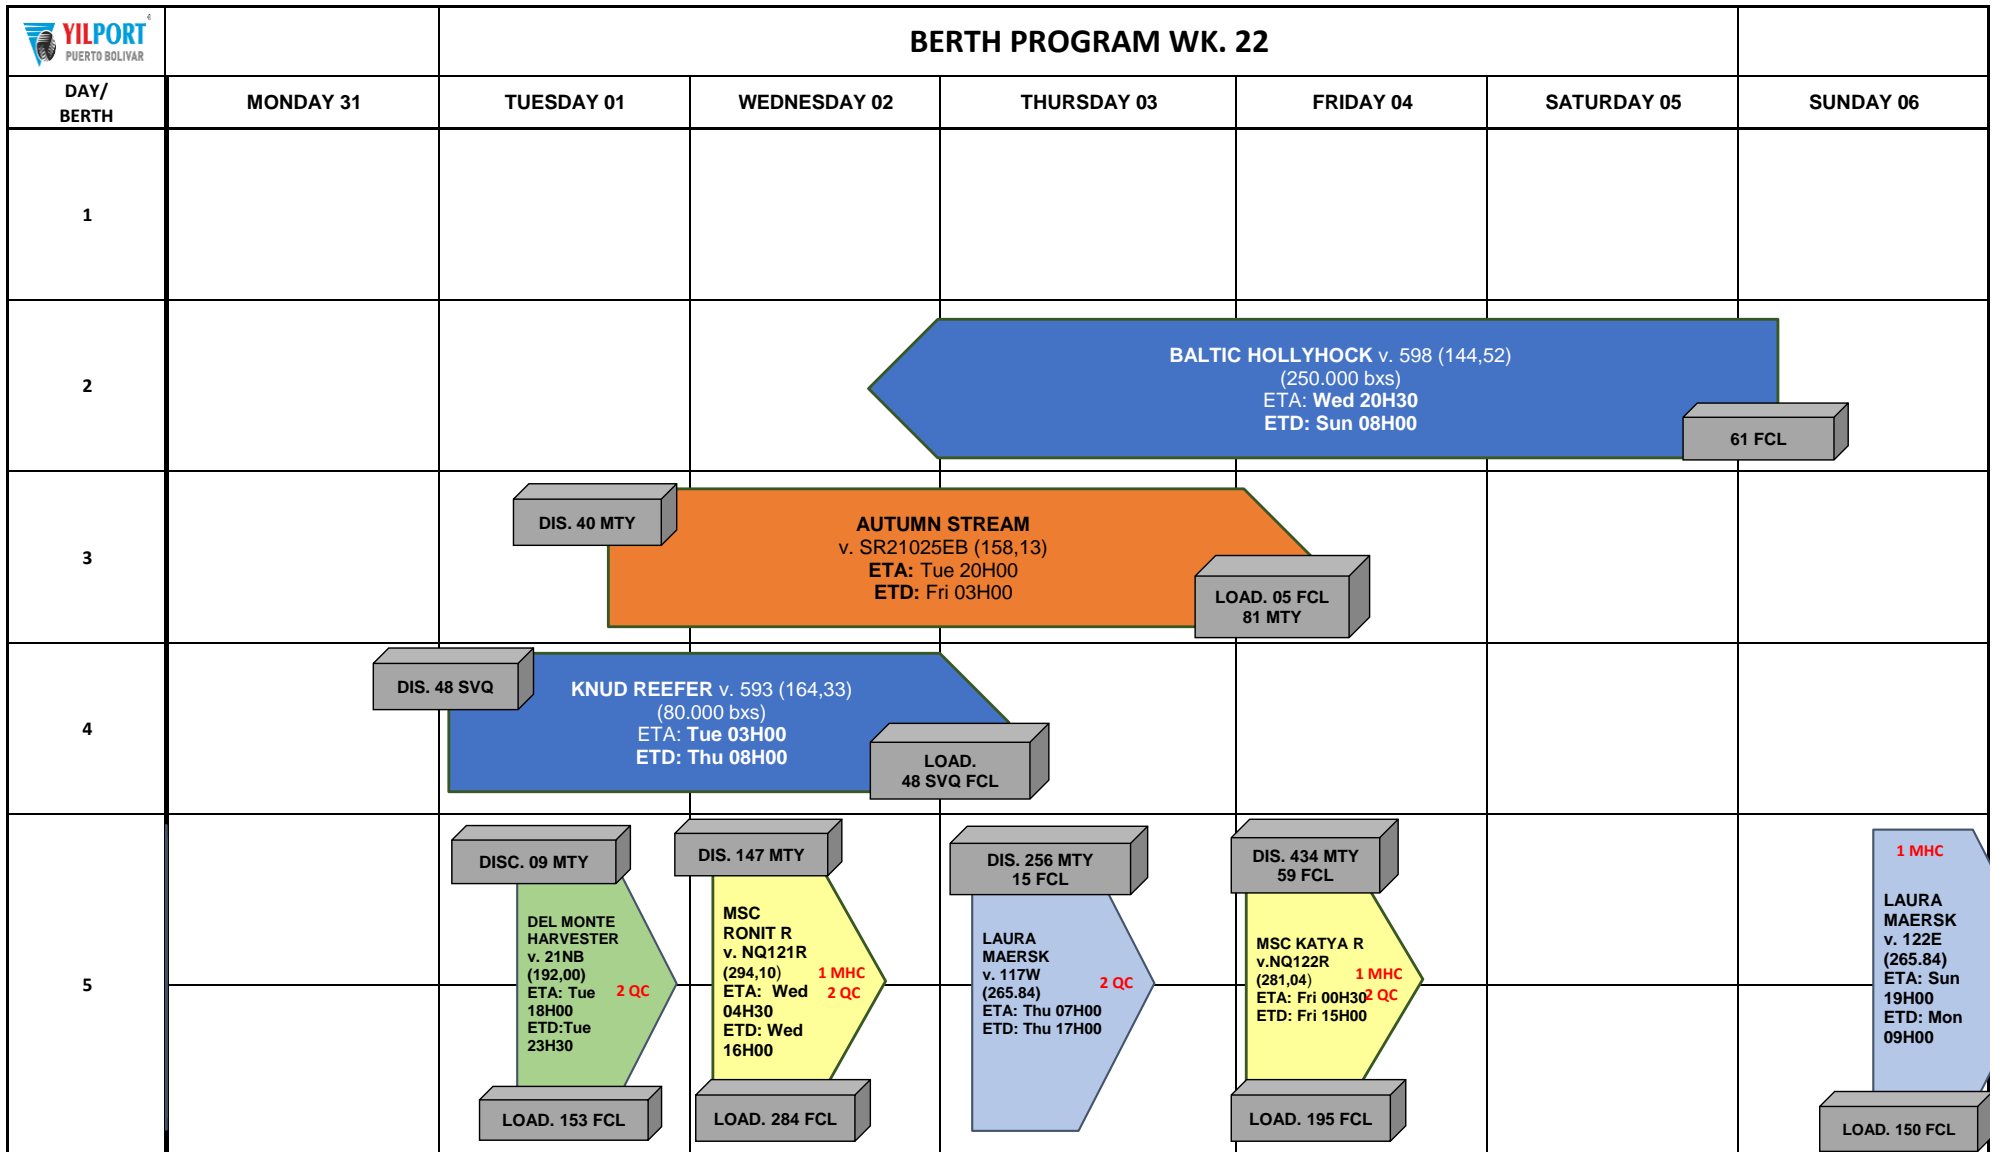 YILPORT
PUERTO BOLIVAR
BERTH PROGRAM WK. 22
DAY/
BERTH
MONDAY 31
TUESDAY 01
WEDNESDAY 02
THURSDAY 03
FRIDAY 04
SATURDAY 05
SUNDAY 06
1
2
BALTIC HOLLYHOCK v. 598 (144,52)
(250.000 bxs)
ETA: Wed 20H30
ETD: Sun 08H00
61 FCL
3
DIS. 40 MTY
AUTUMN STREAM
v. SR21025EB (158,13)
ETA: Tue 20H00
ETD: Fri 03H00
LOAD. 05 FCL
81 MTY
4
DIS. 48 SVQ
KNUD REEFER v. 593 (164,33)
(80.000 bxs)
ETA: Tue 03H00
ETD: Thu 08H00
LOAD.
48 SVQ FCL
5
DISC. 09 MTY
DEL MONTE
HARVESTER
v. 21NB
(192,00)
ETA: Tue
18H00
ETD:Tue
23H30
2 QC
LOAD. 153 FCL
DIS. 147 MTY
MSC
RONIT R
v. NQ121R
(294,10)
ETA: Wed
04H30
ETD: Wed
16H00
1 MHC
2 QC
LOAD. 284 FCL
DIS. 256 MTY
15 FCL
LAURA
MAERSK
v. 117W
(265.84)
ETA: Thu 07H00
ETD: Thu 17H00
2 QC
DIS. 434 MTY
59 FCL
MSC KATYA R
v.NQ122R
(281,04)
ETA: Fri 00H30
ETD: Fri 15H00
1 MHC
2 QC
LOAD. 195 FCL
1 MHC
LAURA
MAERSK
v. 122E
(265.84)
ETA: Sun
19H00
ETD: Mon
09H00
LOAD. 150 FCL